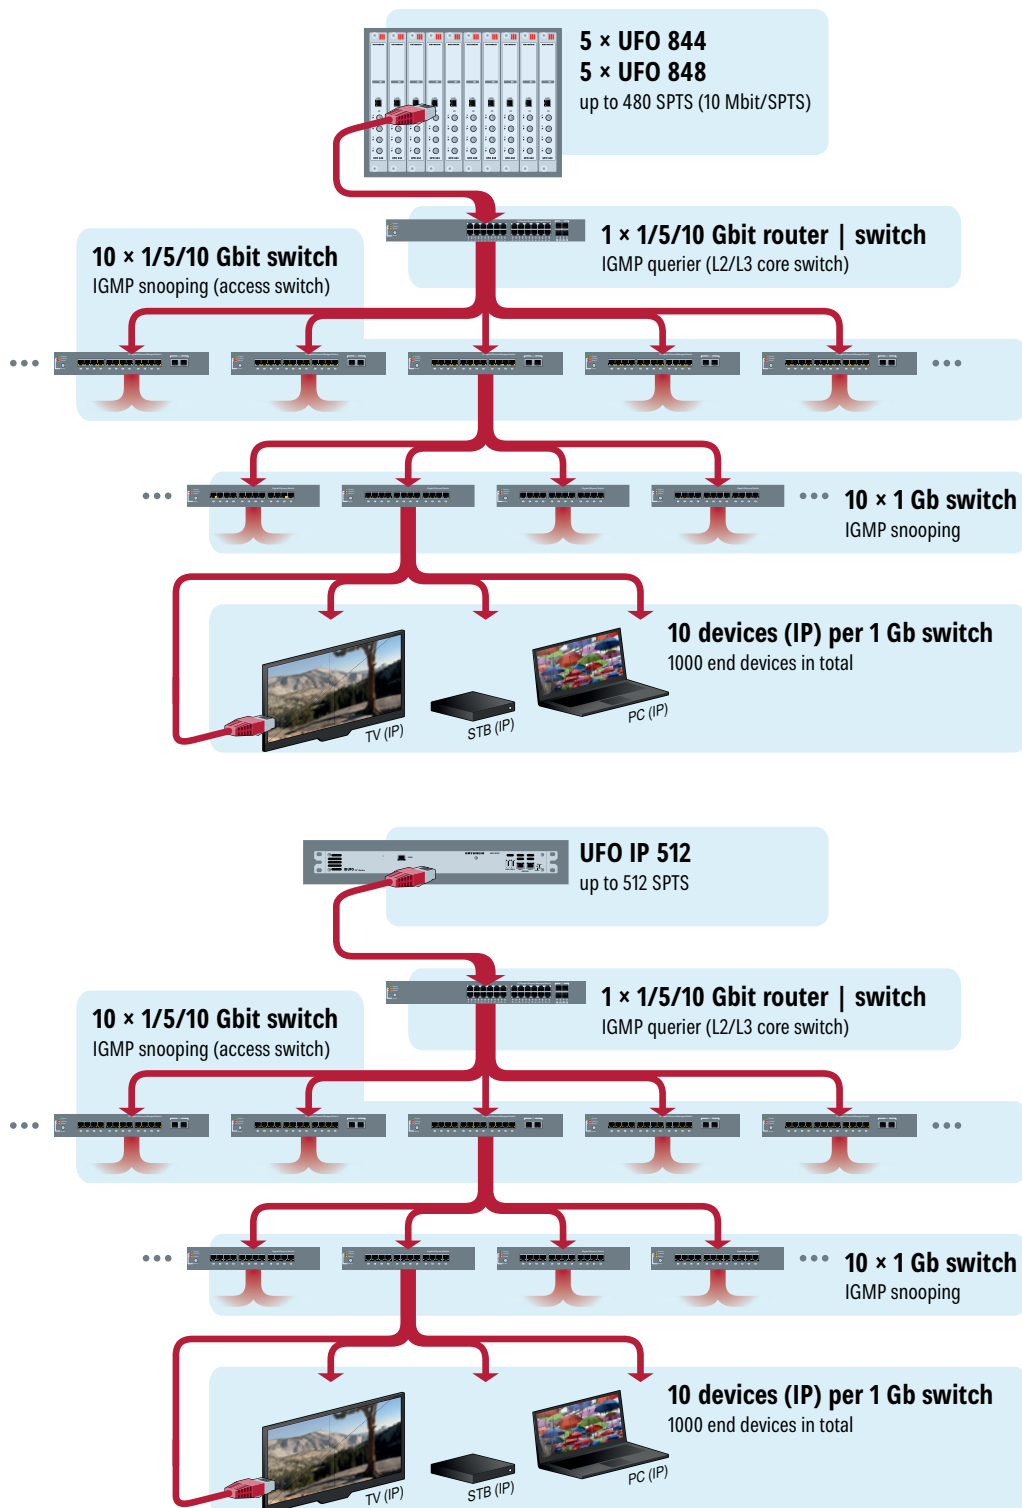 5 × UFO 844
5 × UFO 848
up to 480 SPTS (10 Mbit/SPTS)
1 × 1/5/10 Gbit router | switch
IGMP querier (L2/L3 core switch)
10 × 1/5/10 Gbit switch
IGMP snooping (access switch)
10 × 1 Gb switch
IGMP snooping
10 devices (IP) per 1 Gb switch
1000 end devices in total
TV (IP)
STB (IP)
PC (IP)
UFO IP 512
up to 512 SPTS
1 × 1/5/10 Gbit router | switch
IGMP querier (L2/L3 core switch)
10 × 1/5/10 Gbit switch
IGMP snooping (access switch)
10 × 1 Gb switch
IGMP snooping
10 devices (IP) per 1 Gb switch
1000 end devices in total
TV (IP)
STB (IP)
PC (IP)